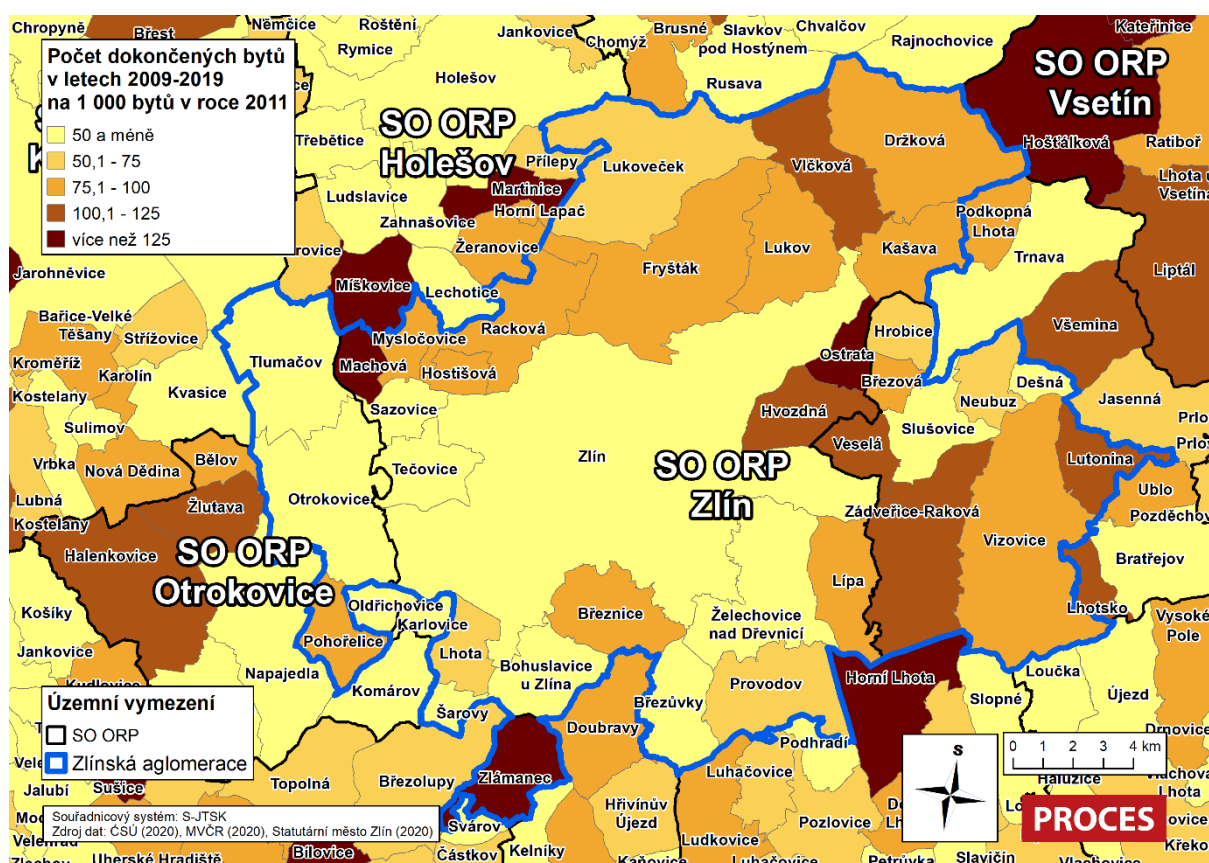 Chropyně
Břest
Němčice
Roštění
Rymice
Jankovice
Chomýž
Brusné
Slavkov
pod Hostýnem
Chvalčov
Rajnochovice
Kateřinice
Počet dokončených bytů
v letech 2009-2019
na 1 000 bytů v roce 2011
50 a méně
50,1 - 75
75,1 - 100
100,1 - 125
více než 125
Holešov
Rusava
SO ORP
Vsetín
SO ORP
Holešov
Třebětice
Přílepy
Lukoveček
Vlčková
Držková
Hošťálková
Ratiboř
Lhota u
Vsetína
Ludslavice
Martinice
Zahnašovice
Horní Lapač
Žeranovice
Podkopná
Lhota
Lukov
Kašava
Fryšták
Trnava
Liptál
Jarohněvice
Míškovice
Lechotice
Bařice-Velké
Těšany
Střížovice
Racková
Mysločovice
Hrobice
Všemina
Kroměříž
Karolín
Tlumačov
Machová
Hostišová
Ostrata
Březová
Dešná
Kostelany
Kvasice
Sazovice
Neubuz
Jasenná
Sulimov
Hvozdná
Slušovice
Veselá
Vrbka
Nová Dědina
Bělov
Tečovice
Zlín
SO ORP
Zlín
Lutonina
Lubná
Žlutava
Otrokovice
Ublo
Kostelany
Zádveřice-Raková
Pozděchov
Halenkovice
SO ORP
Otrokovice
Vizovice
Bratřejov
Lípa
Košíky
Oldřichovice
Karlovice
Březnice
Želechovice
nad Dřevnicí
Lhotsko
Vysoké
Pole
Jankovice
Pohořelice
Lhota
Bohuslavice
u Zlína
Napajedla
Komárov
Březůvky
Provodov
Horní Lhota
Loučka
Slopné
Újezd
Územní vymezení
SO ORP
Zlínská aglomerace
Šarovy
Doubravy
Podhradí
Drnovice
Jalubí
Sušice
Topolná
Březolupy
Zlámanec
Luhačovice
S
0 1 2 3 4 km
Haluzice
Hřivínův
Újezd
Pozlovice
Souřadnicový systém: S-JTSK
Zdroj dat: ČSÚ (2020), MVČR (2020), Statutární město Zlín (2020)
Svárov
Ludkovice
PROCES
Uherské Hradiště
Bílovice
Částkov
Kelníky
Kaňovice
Luhačovice
Petrůvka
Slavičín